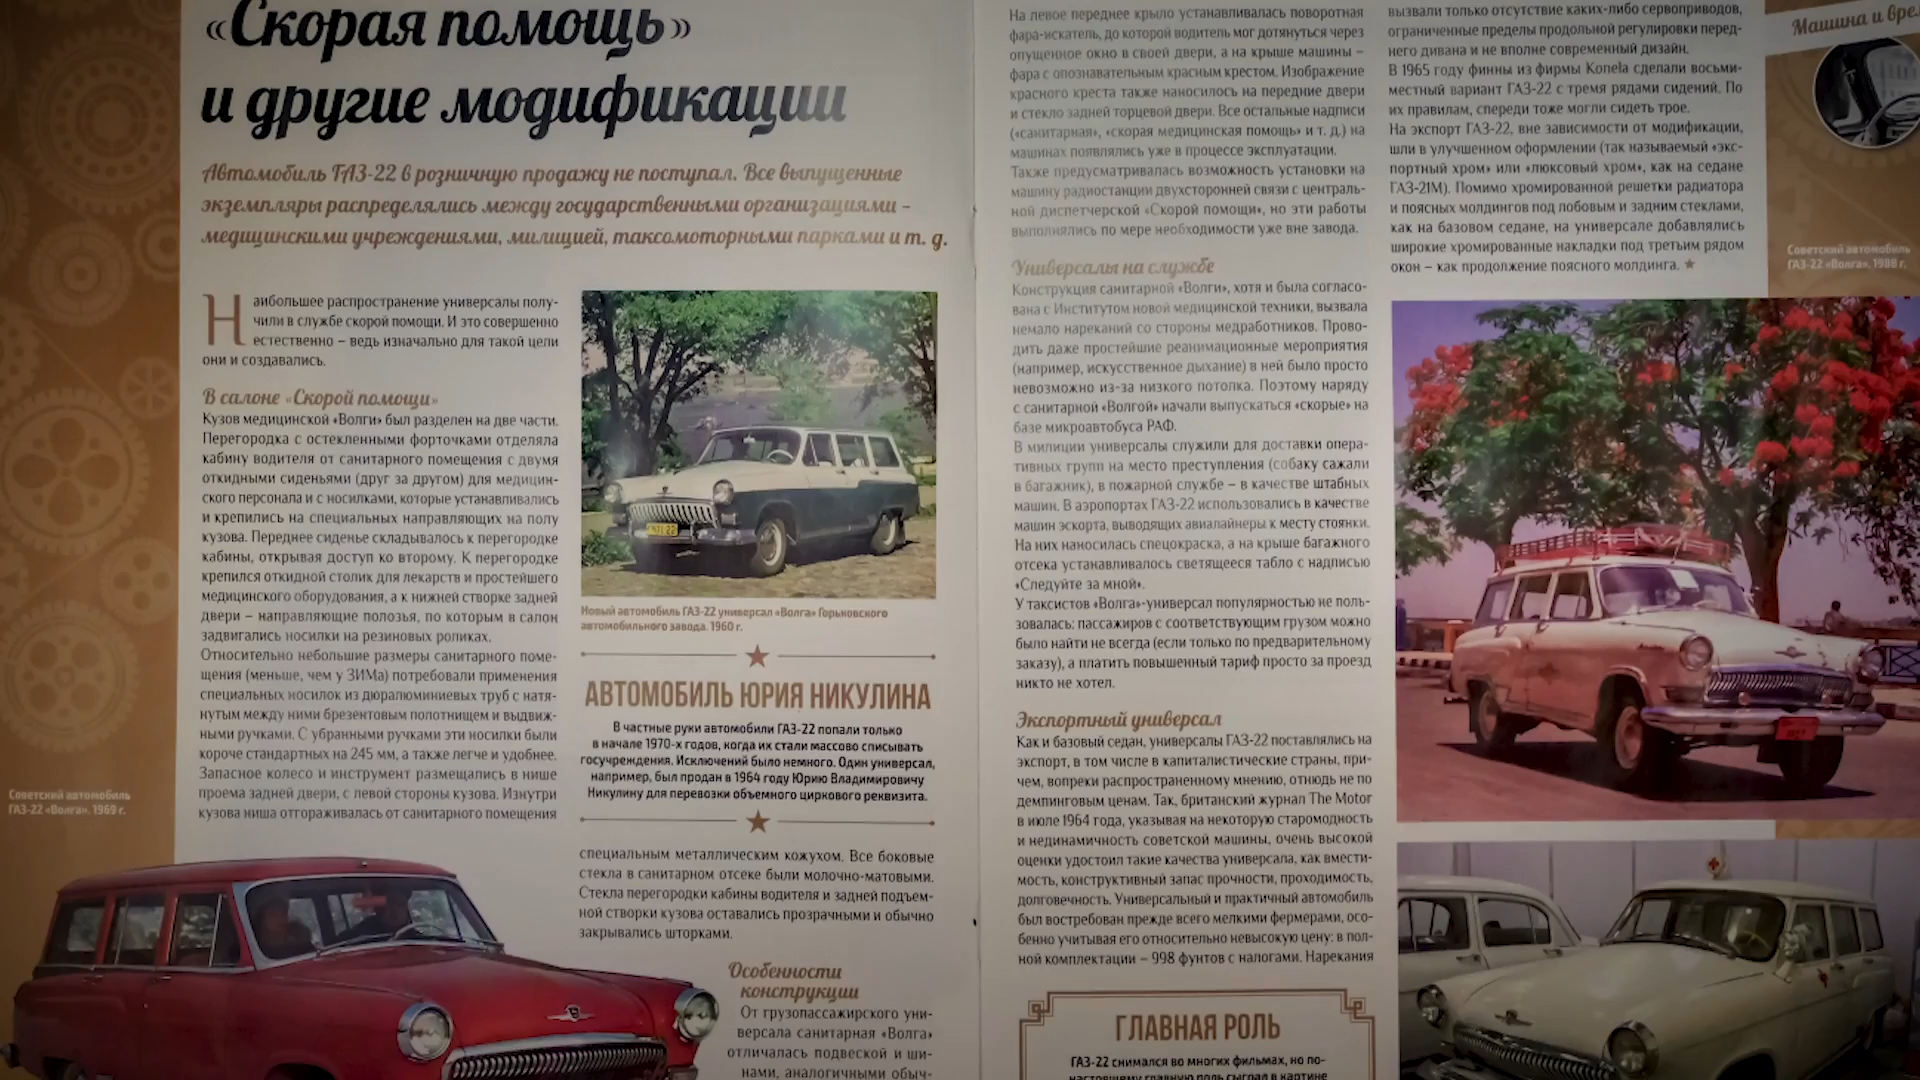 «Скорая помощь»
и другие модификации
Автомобиль ГАЗ-22 в розничную продажу не поступал. Все выпущенные
экземпляры распределялись между государственными организациями –
медицинскими учреждениями, милицией, таксомоторными парками и т. д.
Наибольшее распространение универсалы полу-
чили в службе скорой помощи. И это совершенно
естественно – ведь изначально для такой цели
они и создавались.
В салоне «Скорой помощи»
Кузов медицинской «Волги» был разделен на две части.
Перегородка с остекленными форточками отделяла
кабину водителя от санитарного помещения с двумя
откидными сиденьями (друг за другом) для медицин-
ского персонала и с носилками, которые устанавливались
и крепились на специальных направляющих на полу
кузова. Переднее сиденье складывалось к перегородке
кабины, открывая доступ ко второму. К перегородке
крепился откидной столик для лекарств и простейшего
медицинского оборудования, а к нижней створке задней
двери – направляющие полозья, по которым в салон
задвигались носилки на резиновых роликах.
Относительно небольшие размеры санитарного поме-
щения (меньше, чем у ЗИМа) потребовали применения
специальных носилок из дюралюминиевых труб с натя-
нутым между ними брезентовым полотнищем и выдвиж-
ными ручками. С убранными ручками эти носилки были
короче стандартных на 245 мм, а также легче и удобнее.
Запасное колесо и инструмент размещались в нише
проема задней двери, с левой стороны кузова. Изнутри
кузова ниша отгораживалась от санитарного помещения
Советский автомобиль
ГАЗ-22 «Волга». 1969 г.
Новый автомобиль ГАЗ-22 универсал «Волга» Горьковского
автомобильного завода. 1960 г.
АВТОМОБИЛЬ ЮРИЯ НИКУЛИНА
В частные руки автомобили ГАЗ-22 попали только
в начале 1970-х годов, когда их стали массово списывать
госучреждения. Исключений было немного. Один универсал,
например, был продан в 1964 году Юрию Владимировичу
Никулину для перевозки объемного циркового реквизита.
специальным металлическим кожухом. Все боковые
стекла в санитарном отсеке были молочно-матовыми.
Стекла перегородки кабины водителя и задней подъем-
ной створки кузова оставались прозрачными и обычно
закрывались шторками.
Особенности
конструкции
От грузопассажирского уни-
версала санитарная «Волга»
отличалась подвеской и ши-
нами, аналогичными обыч-
На левое переднее крыло устанавливалась поворотная
фара-искатель, до которой водитель мог дотянуться через
опущенное окно в своей двери, а на крыше машины –
фара с опознавательным красным крестом. Изображение
красного креста также наносилось на передние двери
и стекло задней торцевой двери. Все остальные надписи
(«санитарная», «скорая медицинская помощь» и т. д.) на
машинах появлялись уже в процессе эксплуатации.
Также предусматривалась возможность установки на
машину радиостанции двухсторонней связи с централь-
ной диспетчерской «Скорой помощи», но эти работы
выполнялись по мере необходимости уже вне завода.
Универсалы на службе
Конструкция санитарной «Волги», хотя и была согласо-
вана с Институтом новой медицинской техники, вызвала
немало нареканий со стороны медработников. Прово-
дить даже простейшие реанимационные мероприятия
(например, искусственное дыхание) в ней было просто
невозможно из-за низкого потолка. Поэтому наряду
с санитарной «Волгой» начали выпускаться «скорые» на
базе микроавтобуса РАФ.
В милиции универсалы служили для доставки опера-
тивных групп на место преступления (собаку сажали
в багажник), в пожарной службе – в качестве штабных
машин. В аэропортах ГАЗ-22 использовались в качестве
машин эскорта, выводящих авиалайнеры к месту стоянки.
На них наносилась спецокраска, а на крыше багажного
отсека устанавливалось светящееся табло с надписью
«Следуйте за мной».
У таксистов «Волга»-универсал популярностью не поль-
зовалась: пассажиров с соответствующим грузом можно
было найти не всегда (если только по предварительному
заказу), а платить повышенный тариф просто за проезд
никто не хотел.
Экспортный универсал
Как и базовый седан, универсалы ГАЗ-22 поставлялись на
экспорт, в том числе в капиталистические страны, при-
чем, вопреки распространенному мнению, отнюдь не по
демпинговым ценам. Так, британский журнал The Motor
в июле 1964 года, указывая на некоторую старомодность
и нединамичность советской машины, очень высокой
оценки удостоил такие качества универсала, как вмести-
мость, конструктивный запас прочности, проходимость,
долговечность. Универсальный и практичный автомобиль
был востребован прежде всего мелкими фермерами, осо-
бенно учитывая его относительно невысокую цену: в пол-
ной комплектации – 998 фунтов с налогами. Нарекания
ГЛАВНАЯ РОЛЬ
ГАЗ-22 снимался во многих фильмах, но по-
настоящему главную роль сыграл в картине
вызвали только отсутствие каких-либо сервоприводов,
ограниченные пределы продольной регулировки перед-
него дивана и не вполне современный дизайн.
В 1965 году финны из фирмы Konela сделали восьми-
местный вариант ГАЗ-22 с тремя рядами сидений. По
их правилам, спереди тоже могли сидеть трое.
На экспорт ГАЗ-22, вне зависимости от модификации,
шли в улучшенном оформлении (так называемый «экс-
портный хром» или «люксовый хром», как на седане
ГАЗ-21М). Помимо хромированной решетки радиатора
и поясных молдингов под лобовым и задним стеклами,
как на базовом седане, на универсале добавлялись
широкие хромированные накладки под третьим рядом
окон – как продолжение поясного молдинга. ★
Машина и вре
Советский автомобиль
ГАЗ-22 «Волга». 1988 г.